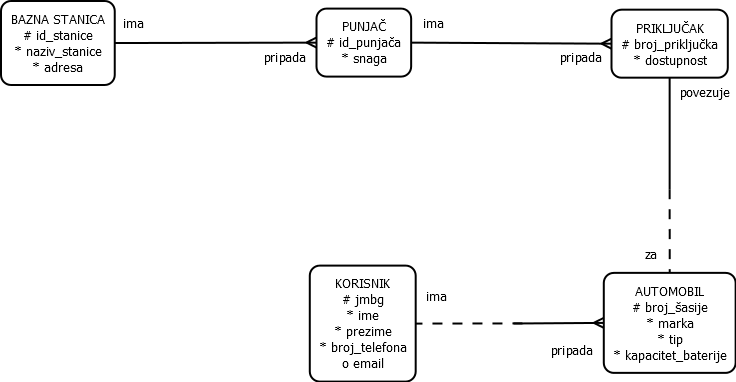 BAZNA STANICA
# id_stanice
* naziv_stanice
* adresa
ima
pripada
PUNJAČ
# id_punjača
* snaga
ima
pripada
PRIKLJUČAK
# broj_priključka
* dostupnost
povezuje
za
KORISNIK
# jmbg
* ime
* prezime
* broj_telefona
o email
ima
pripada
AUTOMOBIL
# broj_šasije
* marka
* tip
* kapacitet_baterije